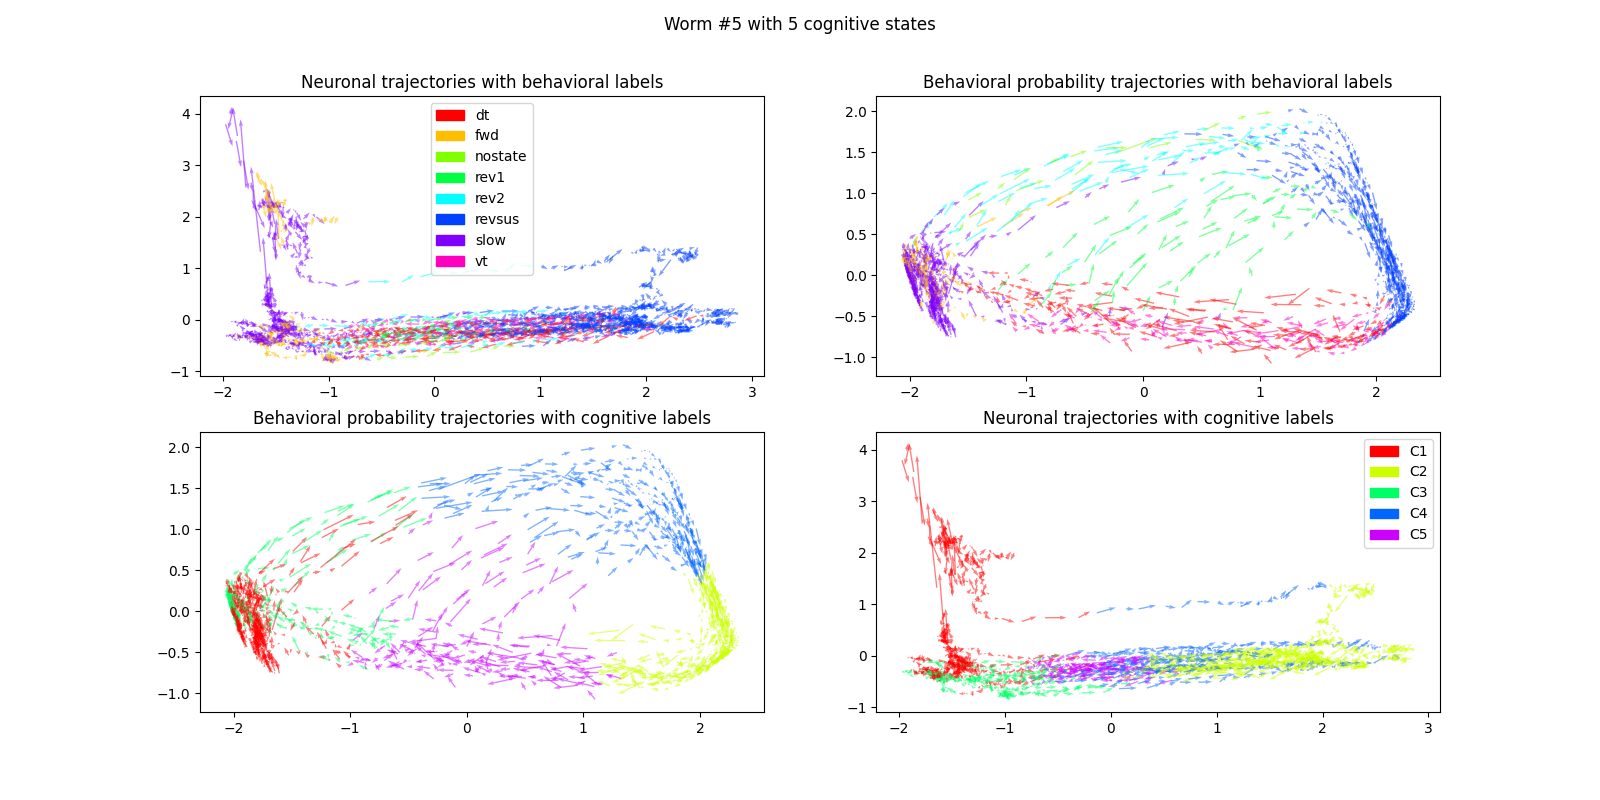 Worm #5 with 5 cognitive states
Neuronal trajectories with behavioral labels
4
3
2
1
0
−1
−2
−1
0
1
2
3
dt
fwd
nostate
rev1
rev2
revsus
slow
vt
Behavioral probability trajectories with behavioral labels
2.0
1.5
1.0
0.5
0.0
−0.5
−1.0
−2
−1
0
1
2
Behavioral probability trajectories with cognitive labels
2.0
1.5
1.0
0.5
0.0
−0.5
−1.0
−2
−1
0
1
2
Neuronal trajectories with cognitive labels
4
3
2
1
0
−1
−2
−1
0
1
2
3
C1
C2
C3
C4
C5